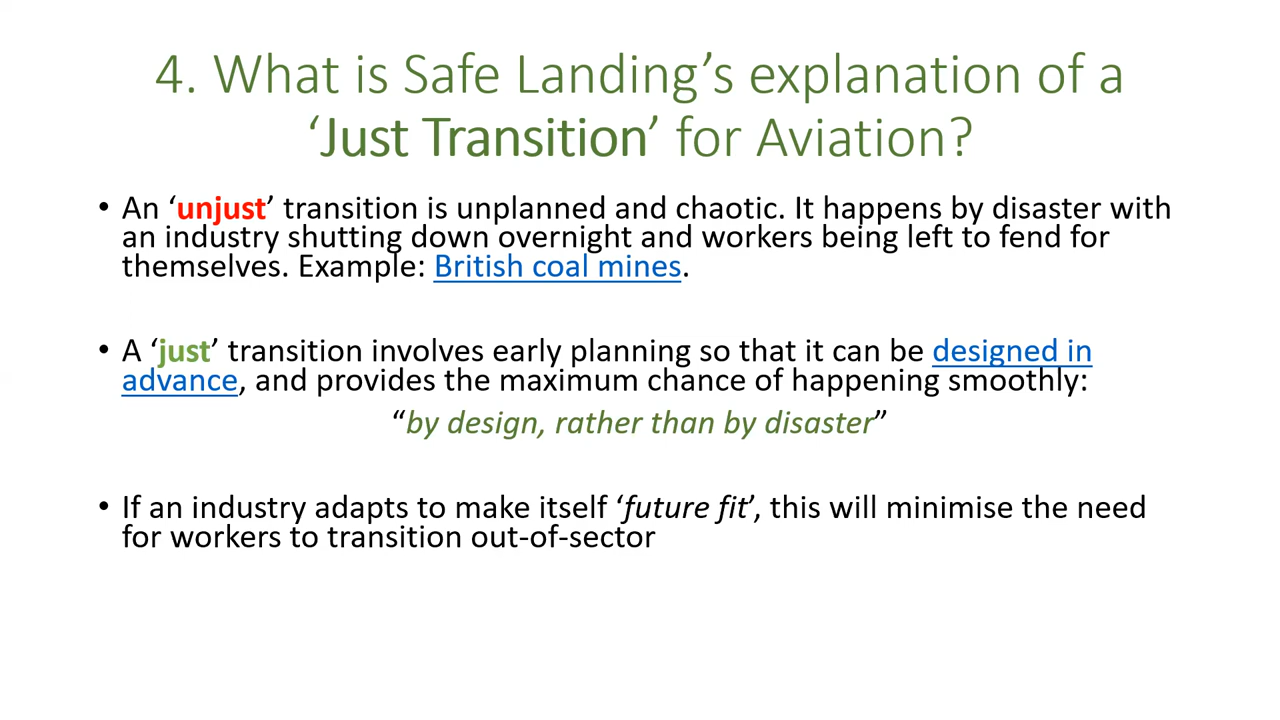 4. What is Safe Landing’s explanation of a
‘Just Transition’ for Aviation?
• An ‘unjust’ transition is unplanned and chaotic. It happens by disaster with
an industry shutting down overnight and workers being left to fend for
themselves. Example: British coal mines.
• A ‘just’ transition involves early planning so that it can be designed in
advance, and provides the maximum chance of happening smoothly:
“by design, rather than by disaster”
• If an industry adapts to make itself ‘future fit’, this will minimise the need
for workers to transition out-of-sector